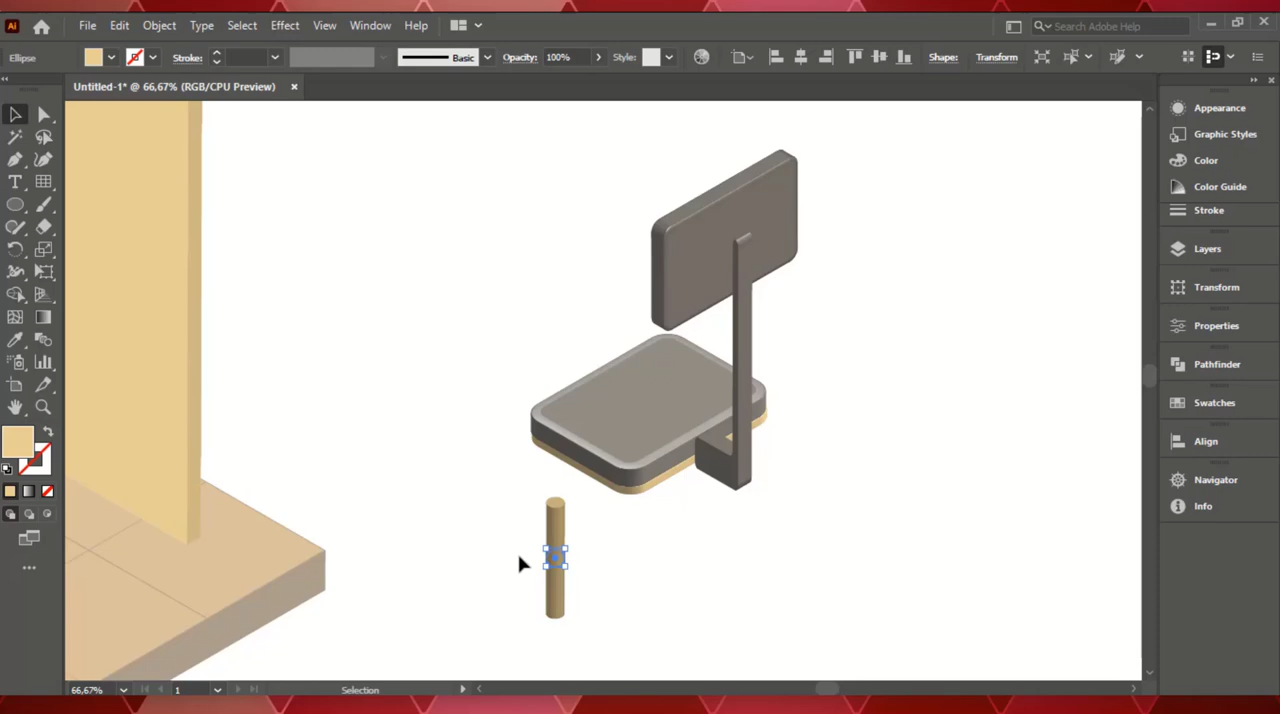 Ai File Edit Object Type Select Effect View Window Help Search Adobe Help
Ellipse Stroke: Basic Opacity: 100% Style: Shape: Transform
Untitled-1* @ 66,67% (RGB/CPU Preview)
Appearance
Graphic Styles
Color
Color Guide
Stroke
Layers
Transform
Properties
Pathfinder
Swatches
Align
Navigator
Info
66,67% 1 Selection